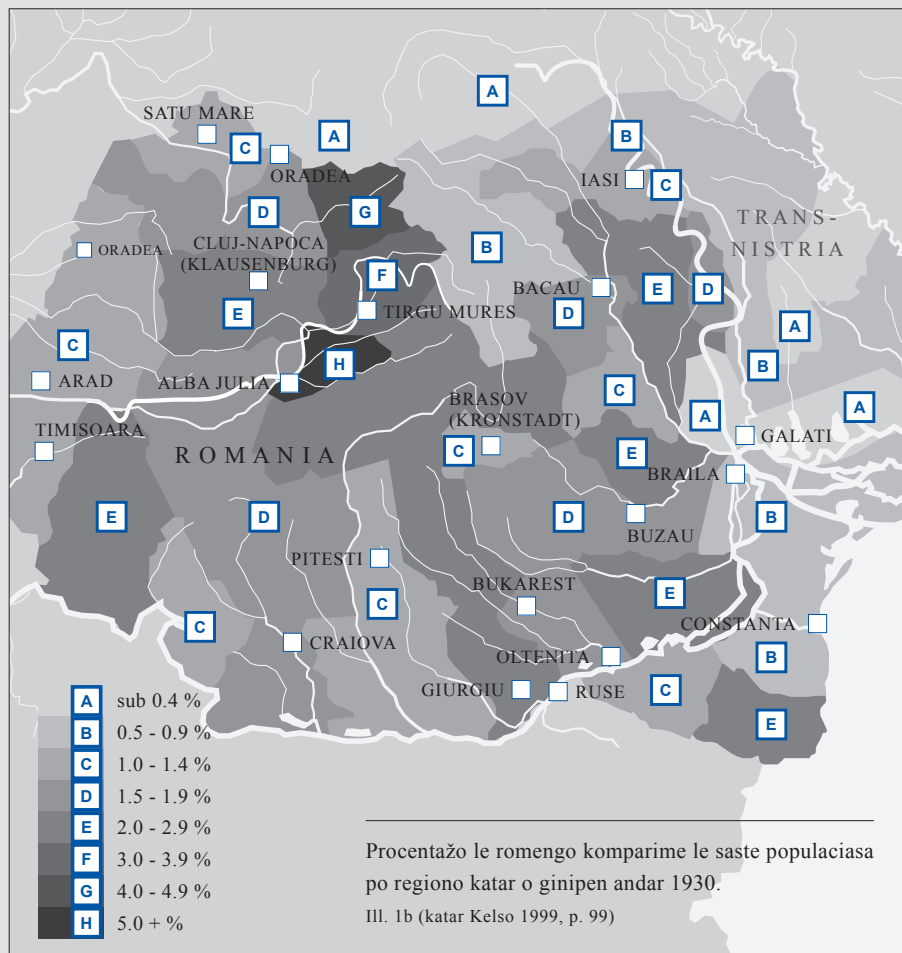 A
SATU MARE
B
C
A
ORADEA
IASI
C
D
G
TRANS-
NISTRIA
CLUJ-NAPOCA
(KLAUSENBURG)
ORADEA
B
F
BACAU
E
D
E
TIRGU MURES
D
A
C
H
B
ARAD
ALBA JULIA
C
A
A
BRASOV
(KRONSTADT)
TIMISOARA
ROMANIA
C
GALATI
E
BRAILA
E
D
D
B
BUZAU
PITESTI
BUKAREST
E
C
CONSTANTA
C
CRAIOVA
OLTENITA
B
GIURGIU
RUSE
C
E
A sub 0.4 %
B 0.5 - 0.9 %
C 1.0 - 1.4 %
D 1.5 - 1.9 %
E 2.0 - 2.9 %
F 3.0 - 3.9 %
G 4.0 - 4.9 %
H 5.0 + %
Procentažo le romengo komparime le saste populaciasa
po regiono katar o ginipen andar 1930.
Ill. 1b (katar Kelso 1999, p. 99)